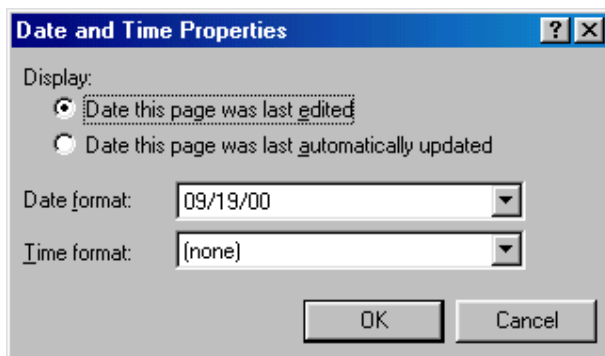 Date and Time Properties
Display:
Date this page was last edited
Date this page was last automatically updated
Date format: 09/19/00
Time format: (none)
OK Cancel